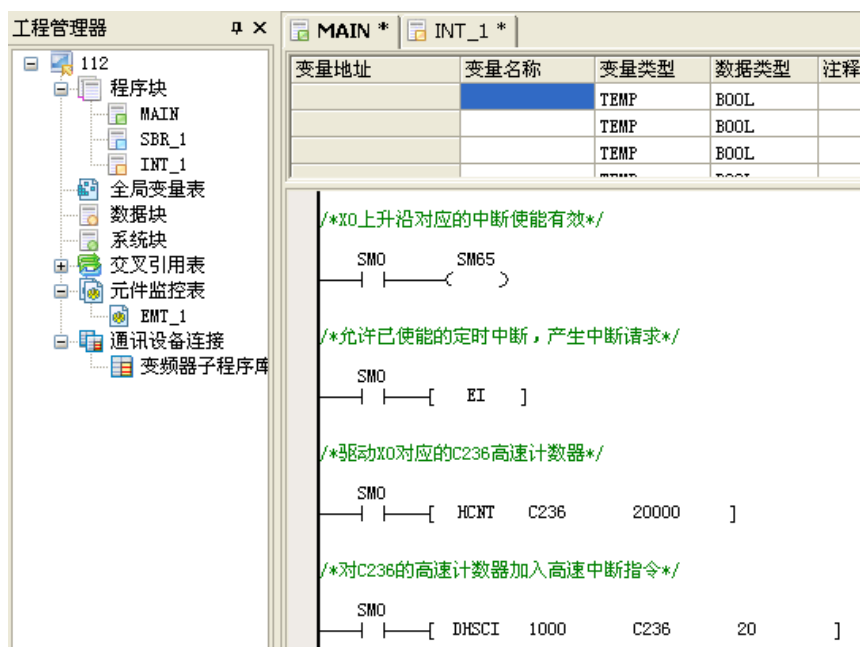 工程管理器
MAIN *
INT_1 *
112
程序块
MAIN
SBR_1
INT_1
全局变量表
数据块
系统块
交叉引用表
元件监控表
EMT_1
通讯设备连接
变频器子程序库
变量地址 变量名称 变量类型 数据类型 注释
TEMP BOOL
TEMP BOOL
TEMP BOOL
TEMP BOOL
/*X0上升沿对应的中断使能有效*/
SM0 SM65
( )
/*允许已使能的定时中断，产生中断请求*/
SM0
[ EI ]
/*驱动X0对应的C236高速计数器*/
SM0
[ HCNT C236 20000 ]
/*对C236的高速计数器加入高速中断指令*/
SM0
[ DHSCI 1000 C236 20 ]